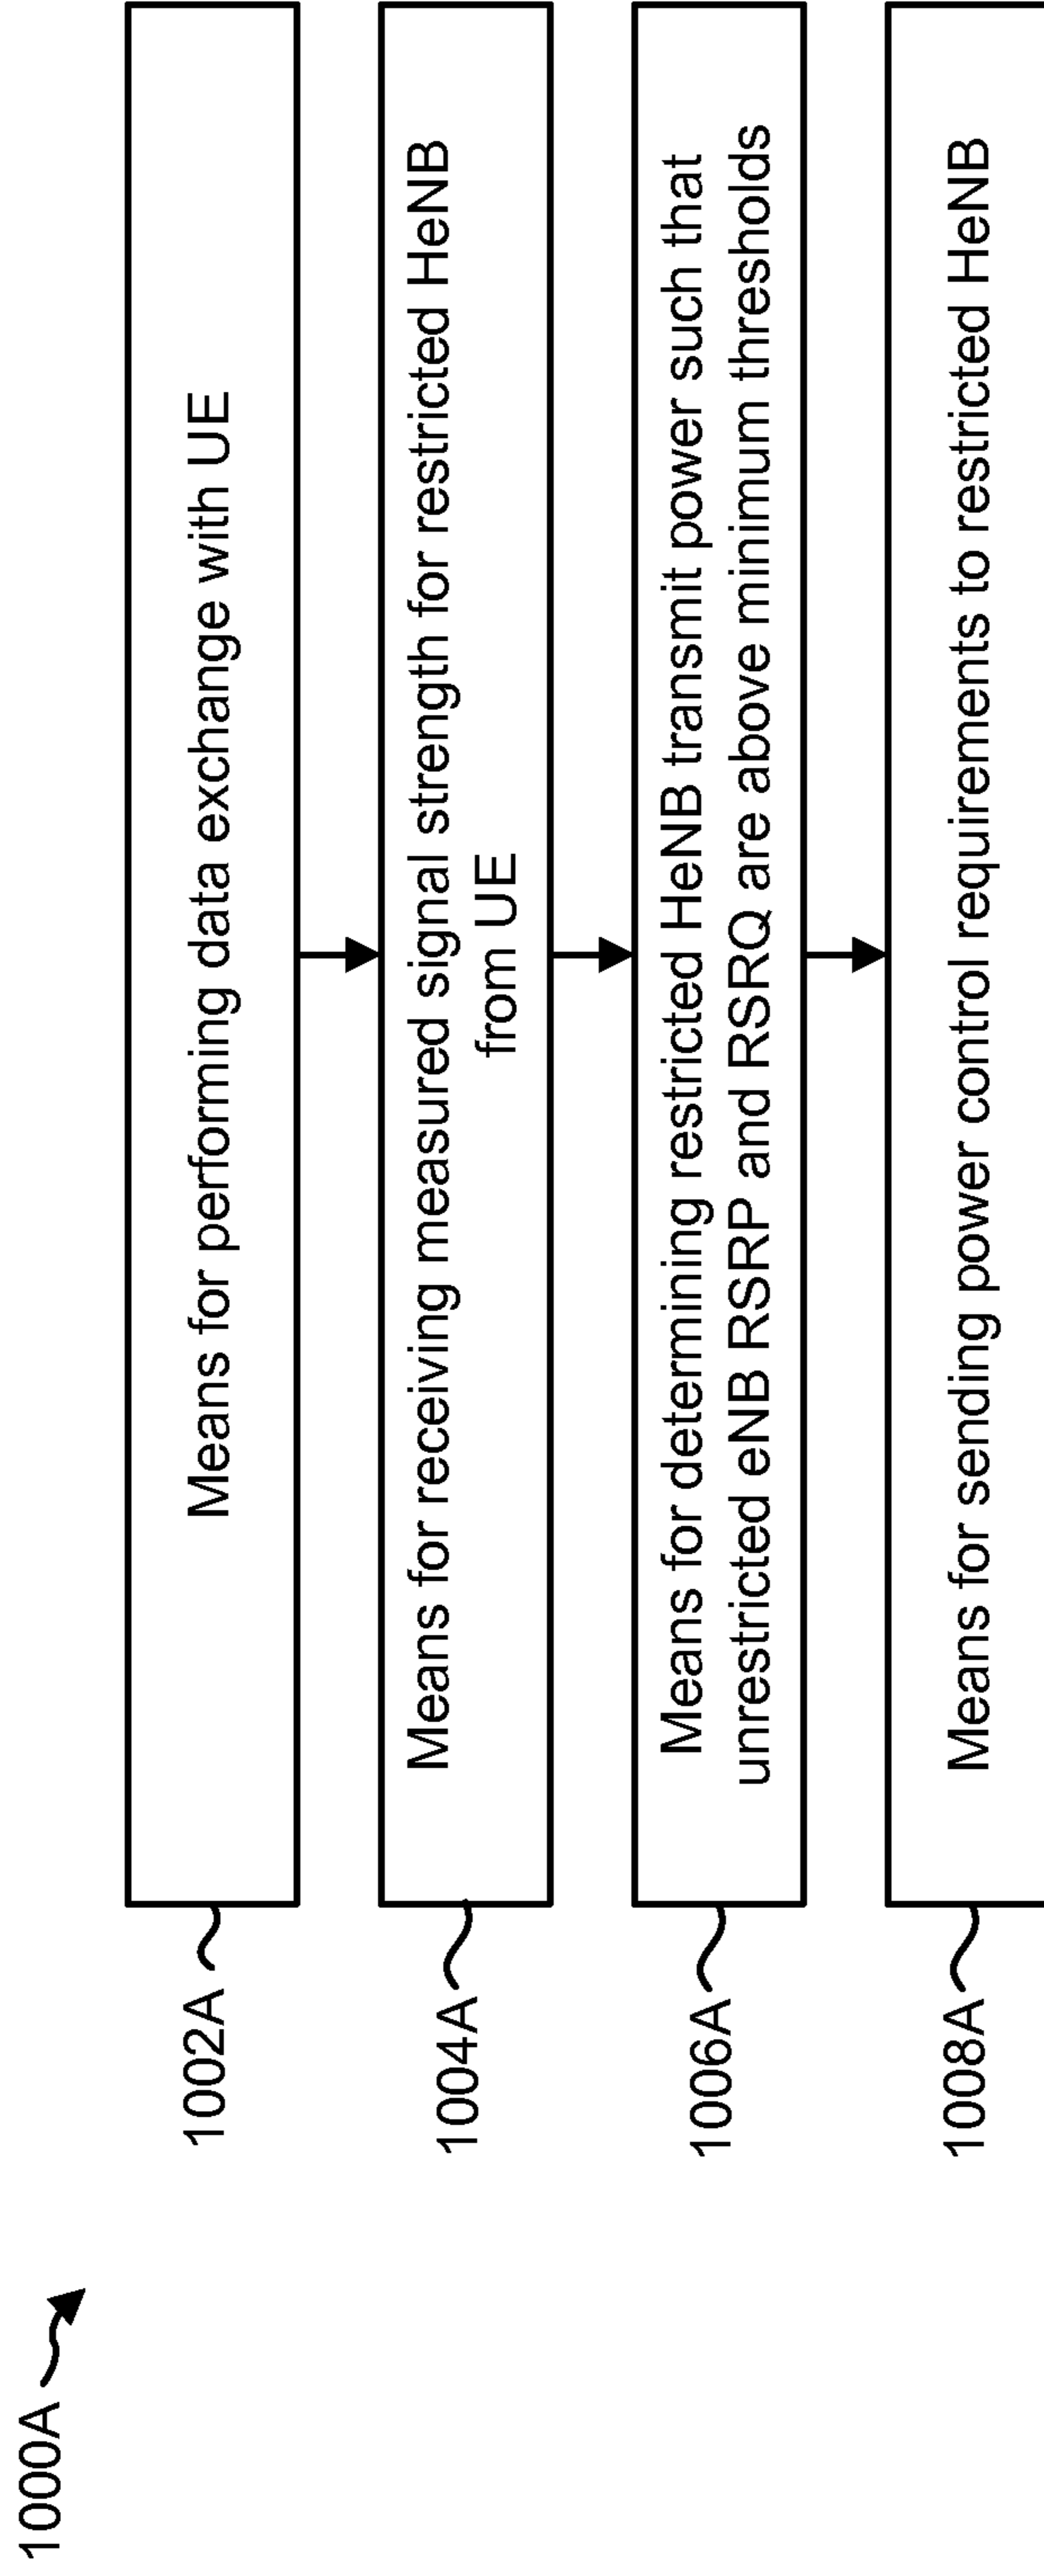 1000A
1002A
Means for performing data exchange with UE
1004A
Means for receiving measured signal strength for restricted HeNB
from UE
1006A
Means for determining restricted HeNB transmit power such that
unrestricted eNB RSRP and RSRQ are above minimum thresholds
1008A
Means for sending power control requirements to restricted HeNB